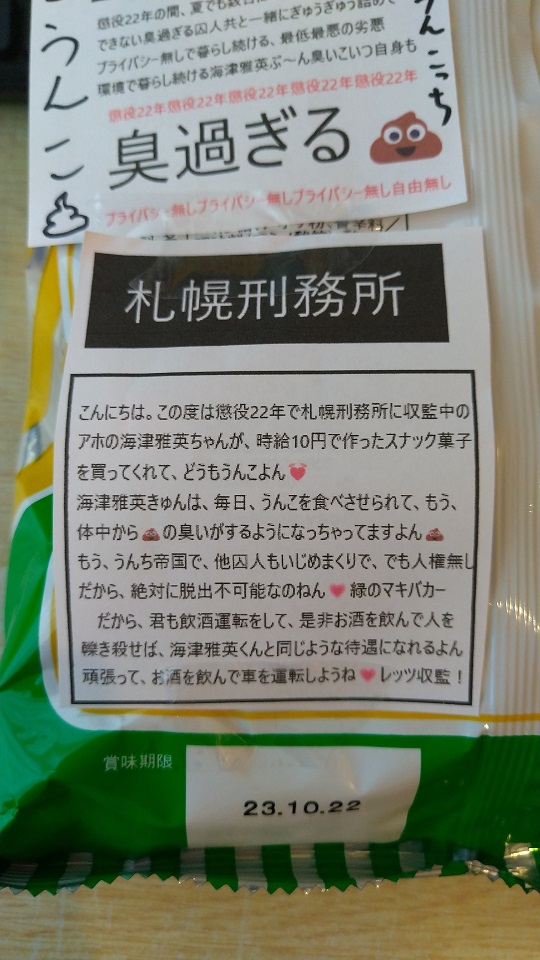 うんこ
んこっち
懲役22年の間、夏でも
できない臭過ぎる囚人共と一緒にぎゅうぎゅう詰めで
プライバシー無しで暮らし続ける、最低最悪の劣悪
環境で暮らし続ける海津雅英ぷ～ん臭いこいつ自身も
懲役22年懲役22年懲役22年懲役22年懲役22年
臭過ぎる💩
プライバシー無しプライバシー無しプライバシー無し自由無し
札幌刑務所
こんにちは。この度は懲役22年で札幌刑務所に収監中の
アホの海津雅英ちゃんが、時給10円で作ったスナック菓子
を買ってくれて、どうもうんこよん💓
海津雅英きゅんは、毎日、うんこを食べさせられて、もう、
体中から💩の臭いがするようになっちゃってますよん💩
もう、うんち帝国で、他囚人もいじめまくりで、でも人権無し
だから、絶対に脱出不可能なのねん💗緑のマキバカー
だから、君も飲酒運転をして、是非お酒を飲んで人を
轢き殺せば、海津雅英くんと同じような待遇になれるよん
頑張って、お酒を飲んで車を運転しようね💗レッツ収監！
賞味期限
23.10.22